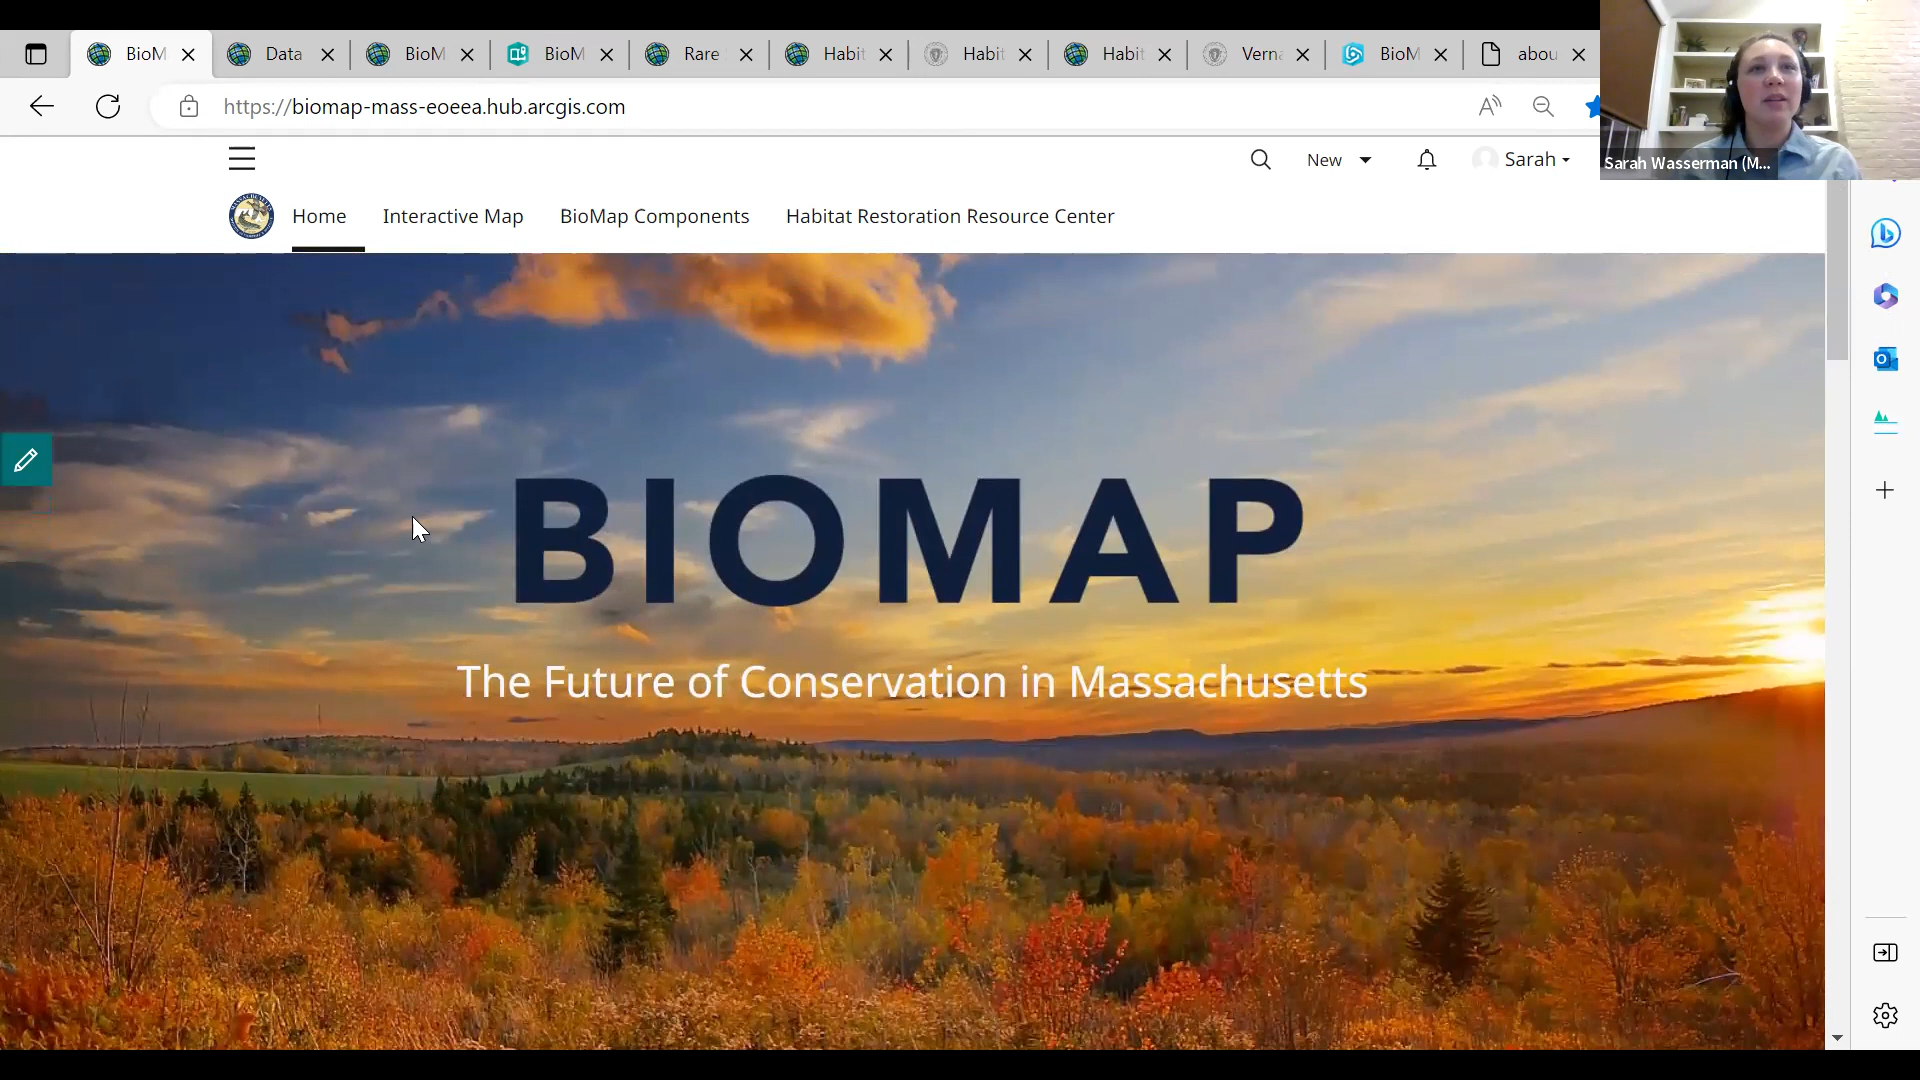 BioM
Data
BioM
BioM
Rare
Habit
Habit
Habit
Verna
BioM
abou
https://biomap-mass-eoeea.hub.arcgis.com
Sarah Wasserman (M...
New
Sarah
Home
Interactive Map
BioMap Components
Habitat Restoration Resource Center
BIOMAP
The Future of Conservation in Massachusetts